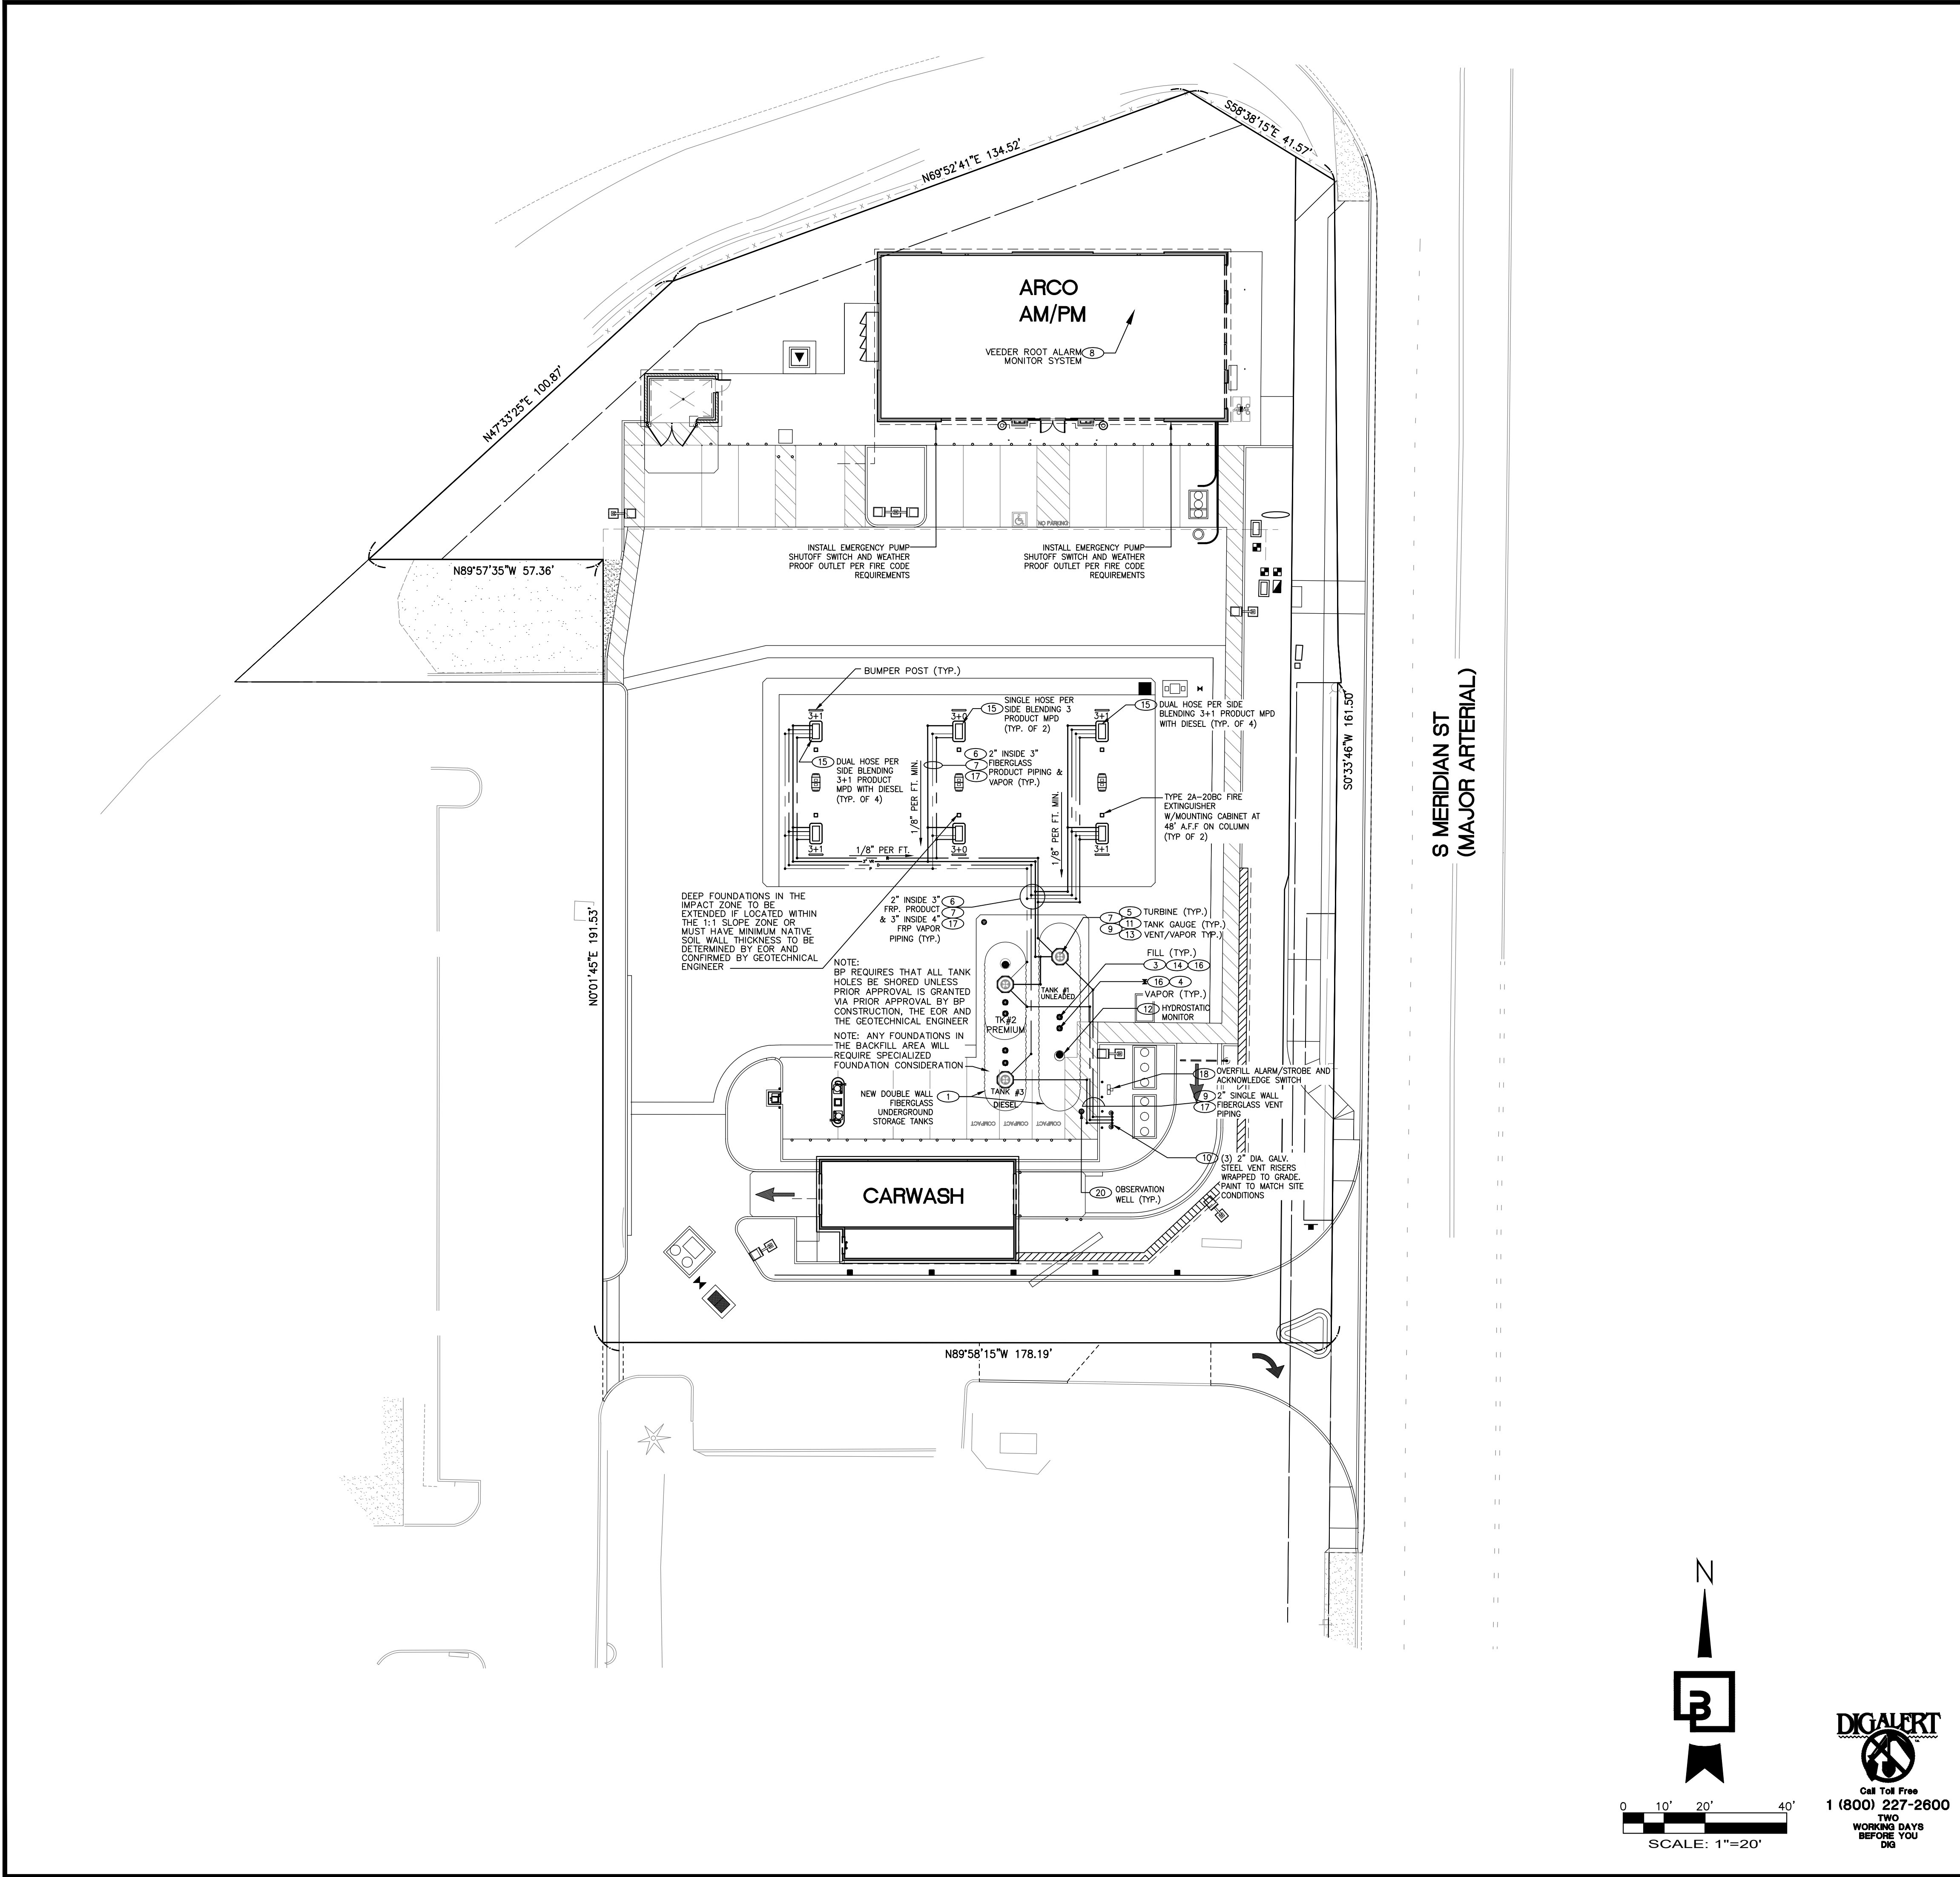 S58°38'15"E 41.57'
N69°52'41"E 134.52'
ARCO
AM/PM
VEEDER ROOT ALARM 8
MONITOR SYSTEM
N47°33'25"E 100.87'
NO PARKING
INSTALL EMERGENCY PUMP
SHUTOFF SWITCH AND WEATHER
PROOF OUTLET PER FIRE CODE
REQUIREMENTS
INSTALL EMERGENCY PUMP
SHUTOFF SWITCH AND WEATHER
PROOF OUTLET PER FIRE CODE
REQUIREMENTS
N89°57'35"W 57.36'
BUMPER POST (TYP.)
3+1
3+0
3+1
15 SINGLE HOSE PER
SIDE BLENDING 3
PRODUCT MPD
(TYP. OF 2)
15 DUAL HOSE PER SIDE
BLENDING 3+1 PRODUCT MPD
WITH DIESEL (TYP. OF 4)
15 DUAL HOSE PER
SIDE BLENDING
3+1 PRODUCT
MPD WITH DIESEL
(TYP. OF 4)
6 2" INSIDE 3"
7 FIBERGLASS
17 PRODUCT PIPING &
VAPOR (TYP.)
1/8" PER FT. MIN.
1/8" PER FT. MIN.
TYPE 2A-20BC FIRE
EXTINGUISHER
W/MOUNTING CABINET AT
48' A.F.F ON COLUMN
(TYP OF 2)
3+1
3+0
3+1
1/8" PER FT.
S0°33'46"W 161.50'
S MERIDIAN ST
(MAJOR ARTERIAL)
N0°01'45"E 191.53'
DEEP FOUNDATIONS IN THE
IMPACT ZONE TO BE
EXTENDED IF LOCATED WITHIN
THE 1:1 SLOPE ZONE OR
MUST HAVE MINIMUM NATIVE
SOIL WALL THICKNESS TO BE
DETERMINED BY EOR AND
CONFIRMED BY GEOTECHNICAL
ENGINEER
2" INSIDE 3" 6
FRP. PRODUCT 7
& 3" INSIDE 4" 17
FRP VAPOR
PIPING (TYP.)
5 TURBINE (TYP.)
7 11 TANK GAUGE (TYP.)
9 13 VENT/VAPOR TYP.)
FILL (TYP.)
3 14 16
16 4
VAPOR (TYP.)
12 HYDROSTATIC
MONITOR
NOTE:
BP REQUIRES THAT ALL TANK
HOLES BE SHORED UNLESS
PRIOR APPROVAL IS GRANTED
VIA PRIOR APPROVAL BY BP
CONSTRUCTION, THE EOR AND
THE GEOTECHNICAL ENGINEER
NOTE: ANY FOUNDATIONS IN
THE BACKFILL AREA WILL
REQUIRE SPECIALIZED
FOUNDATION CONSIDERATION
TANK #1
UNLEADED
TK#2
PREMIUM
TANK #3
DIESEL
NEW DOUBLE WALL 1
FIBERGLASS
UNDERGROUND
STORAGE TANKS
COMPACT COMPACT COMPACT
18 OVERFILL ALARM/STROBE AND
ACKNOWLEDGE SWITCH
9 2" SINGLE WALL
17 FIBERGLASS VENT
PIPING
10 (3) 2" DIA. GALV.
STEEL VENT RISERS
WRAPPED TO GRADE.
PAINT TO MATCH SITE
CONDITIONS
20 OBSERVATION
WELL (TYP.)
CARWASH
N89°58'15"W 178.19'
N
B
0 10' 20' 40'
SCALE: 1"=20'
DIGALERT
Call Toll Free
1 (800) 227-2600
TWO
WORKING DAYS
BEFORE YOU
DIG